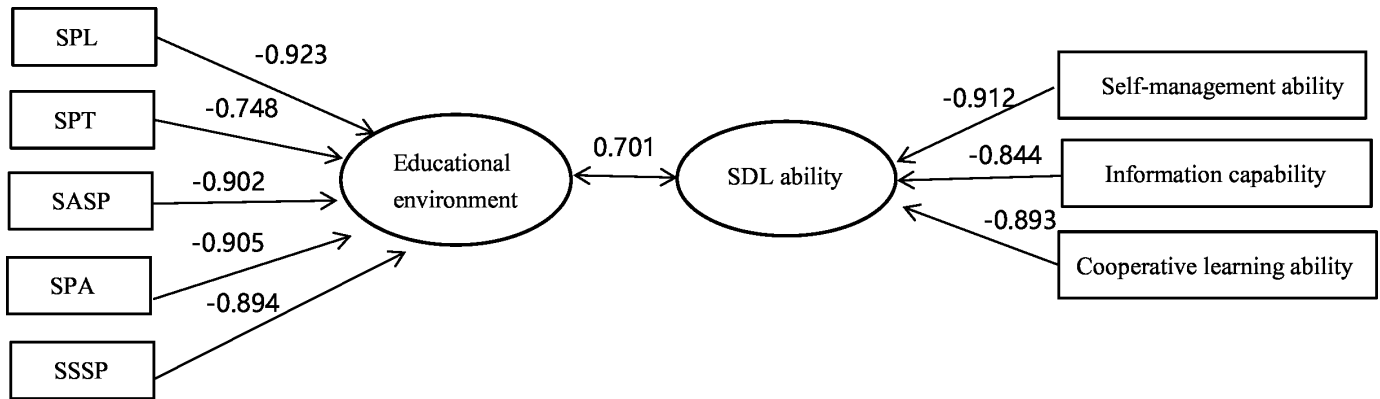 SPL
-0.923
SPT
-0.748
SASP
-0.902
SPA
-0.905
SSSP
-0.894
Educational
environment
0.701
SDL ability
-0.912
Self-management ability
-0.844
Information capability
-0.893
Cooperative learning ability